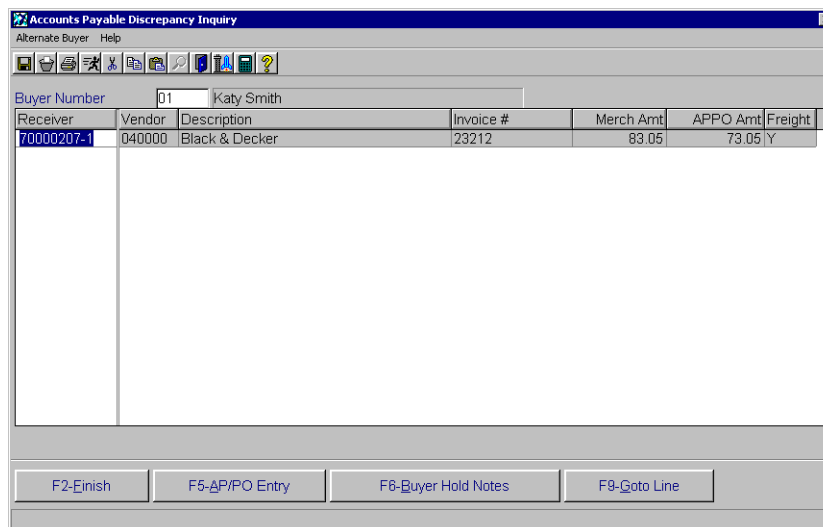 Accounts Payable Discrepancy Inquiry
Alternate Buyer Help
Buyer Number 01 Katy Smith
Receiver Vendor Description Invoice # Merch Amt APPO Amt Freight
70000207-1 040000 Black & Decker 23212 83.05 73.05 Y
F2-Finish F5-AP/PO Entry F6-Buyer Hold Notes F9-Goto Line